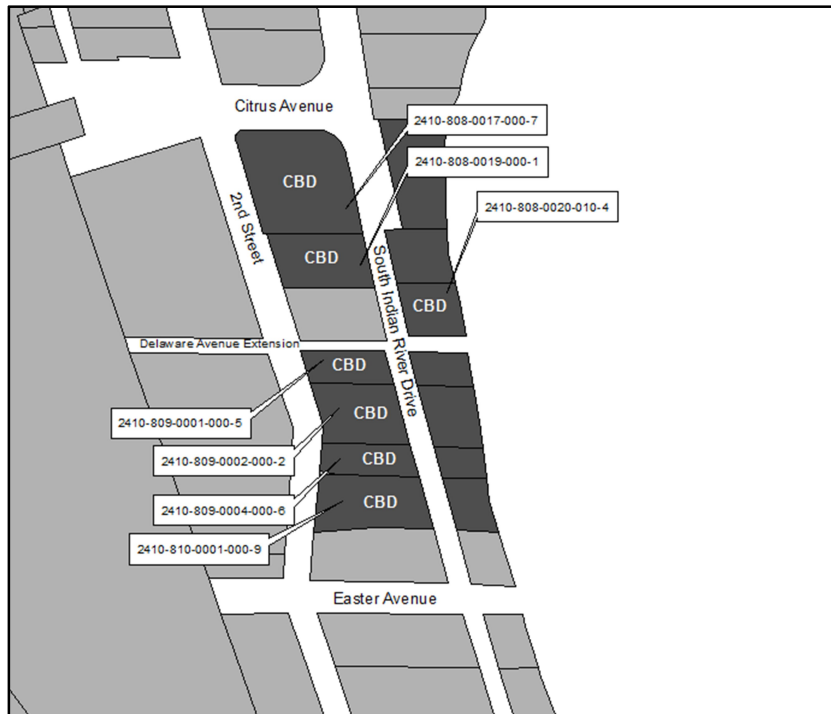 Citrus Avenue
2410-808-0017-000-7
2410-808-0019-000-1
CBD
2nd Street
2410-808-0020-010-4
CBD
South Indian River Drive
CBD
Delaware Avenue Extension
CBD
2410-809-0001-000-5
CBD
2410-809-0002-000-2
CBD
2410-809-0004-000-6
CBD
2410-810-0001-000-9
Easter Avenue